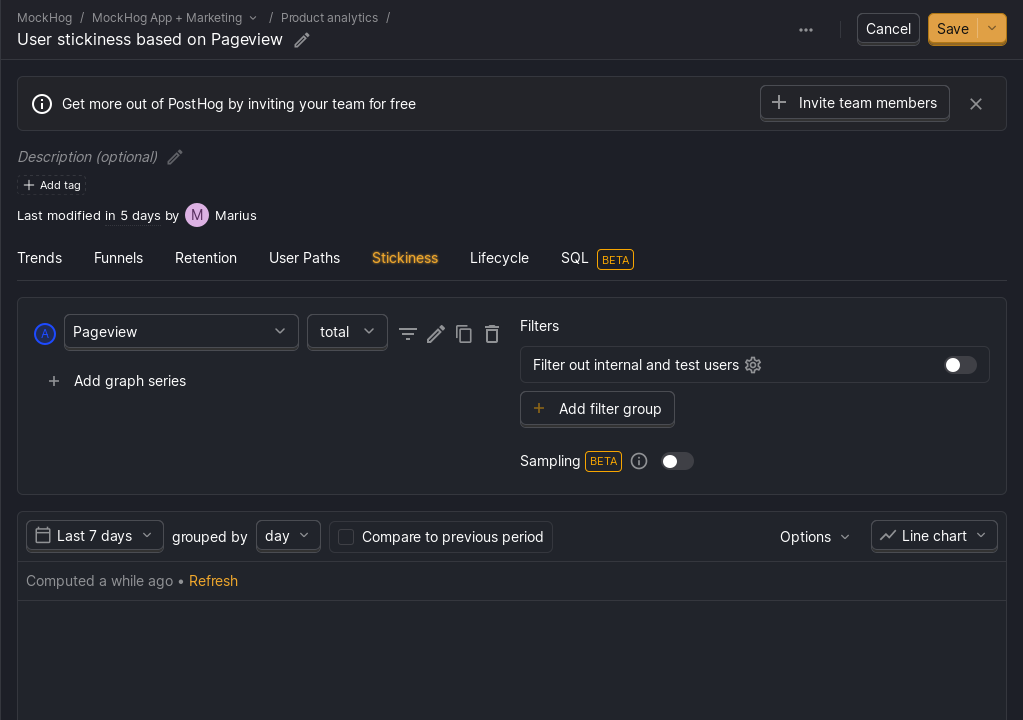 MockHog / MockHog App + Marketing / Product analytics /
User stickiness based on Pageview
Cancel
Save
Get more out of PostHog by inviting your team for free
Invite team members
Description (optional)
Add tag
Last modified in 5 days by M Marius
Trends Funnels Retention User Paths Stickiness Lifecycle SQL BETA
A Pageview total
Add graph series
Filters
Filter out internal and test users
Add filter group
Sampling BETA
Last 7 days grouped by day Compare to previous period Options Line chart
Computed a while ago • Refresh